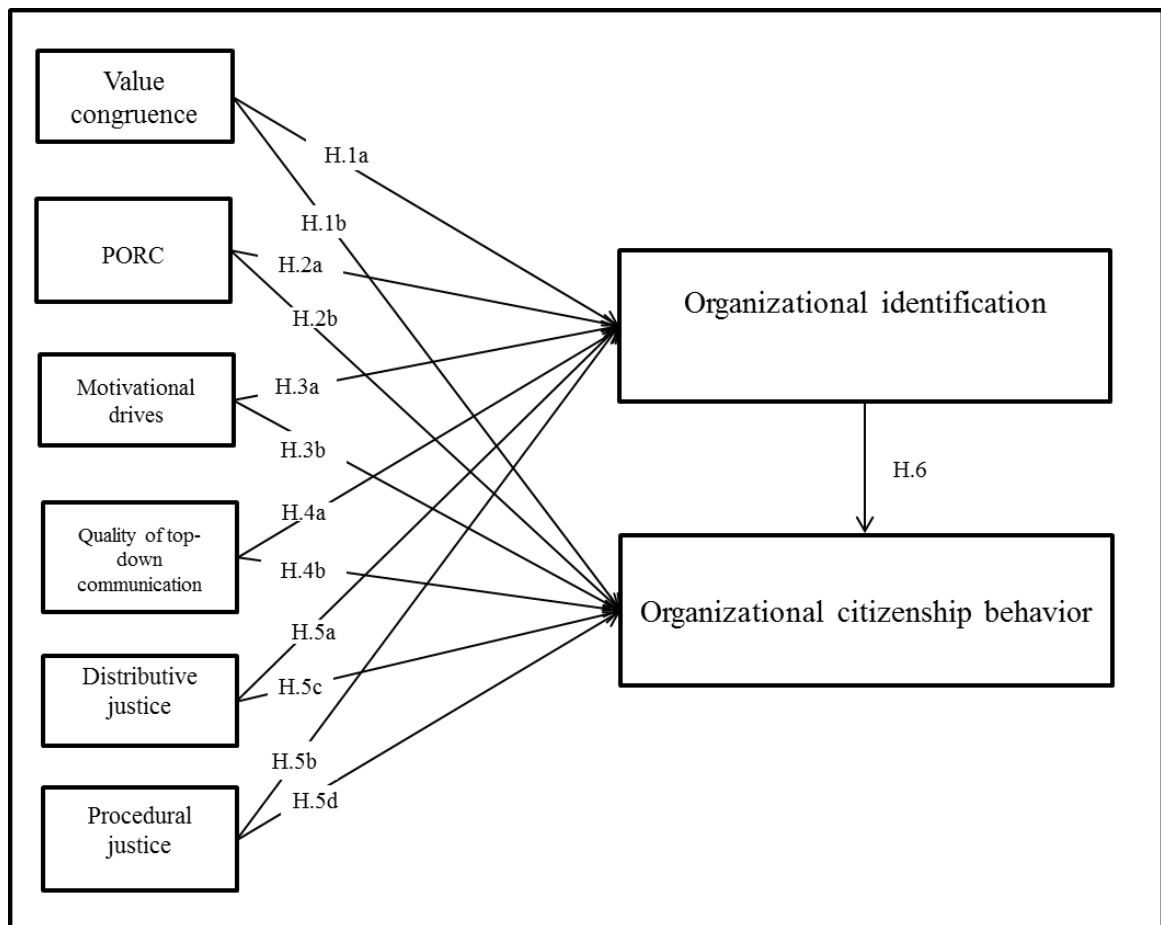 Value
congruence
H.1a
H.1b
PORC
H.2a
H.2b
Organizational identification
Motivational
drives
H.3a
H.3b
H.6
Quality of top-
down
communication
H.4a
H.4b
Organizational citizenship behavior
Distributive
justice
H.5a
H.5c
Procedural
justice
H.5b
H.5d